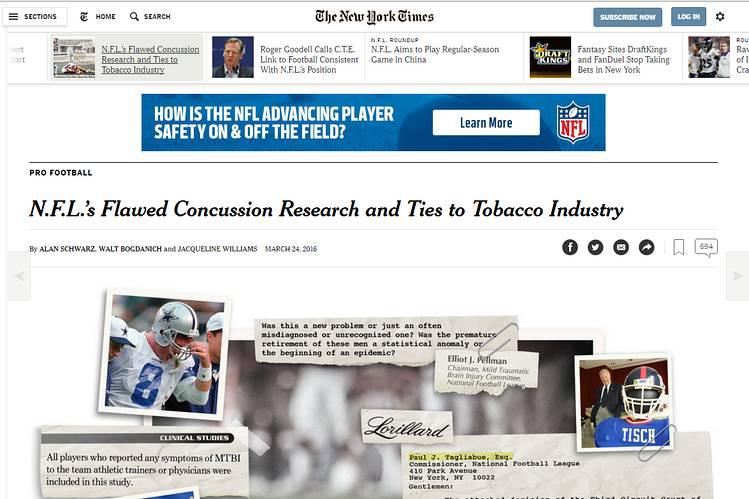 SECTIONS HOME SEARCH The New York Times SUBSCRIBE NOW LOG IN
N.F.L.'s Flawed Concussion
Research and Ties to
Tobacco Industry
Roger Goodell Calls C.T.E.
Link to Football Consistent
With N.F.L.'s Position
N.F.L. ROUNDUP
N.F.L. Aims to Play Regular-Season
Game in China
DRAFT
KINGS
Fantasy Sites DraftKings
and FanDuel Stop Taking
Bets in New York
HOW IS THE NFL ADVANCING PLAYER
SAFETY ON & OFF THE FIELD?
Learn More
NFL
PRO FOOTBALL
N.F.L.'s Flawed Concussion Research and Ties to Tobacco Industry
By ALAN SCHWARZ, WALT BOGDANICH and JACQUELINE WILLIAMS MARCH 24, 2016
694
Was this a new problem or just an often
misdiagnosed or unrecognized one? Was the premature
retirement of these men a statistical anomaly or
the beginning of an epidemic?
Elliot J. Pellman
Chairman, Mild Traumatic
Brain Injury Committee,
National Football League
8
Lorillard
TISCH
CLINICAL STUDIES
All players who reported any symptoms of MTBI
to the team athletic trainers or physicians were
included in this study.
Paul J. Tagliabue, Esq.
Commissioner, National Football League
410 Park Avenue
New York, NY 10022
Gentlemen: